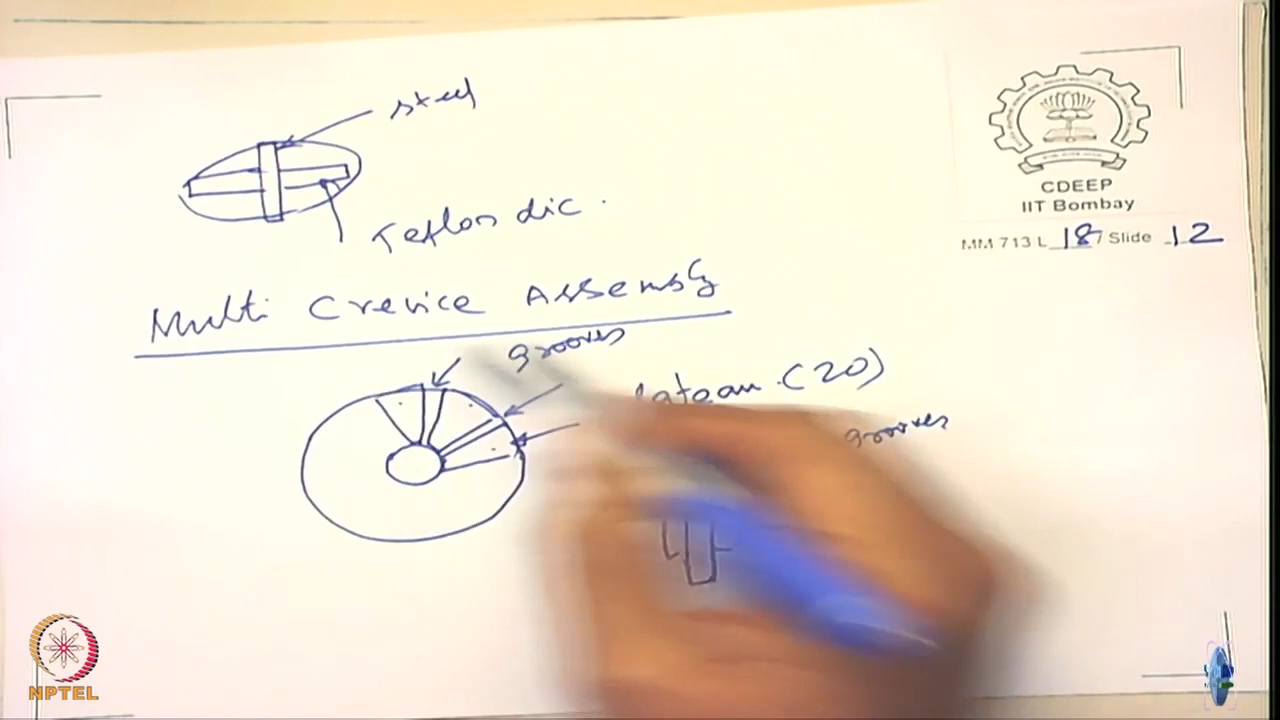 steel
Teflon dic.
CDEEP
IIT Bombay
MM 713 L 18 / Slide 12
Multi Crevice Assembly
grooves
(20)
grooves
NPTEL